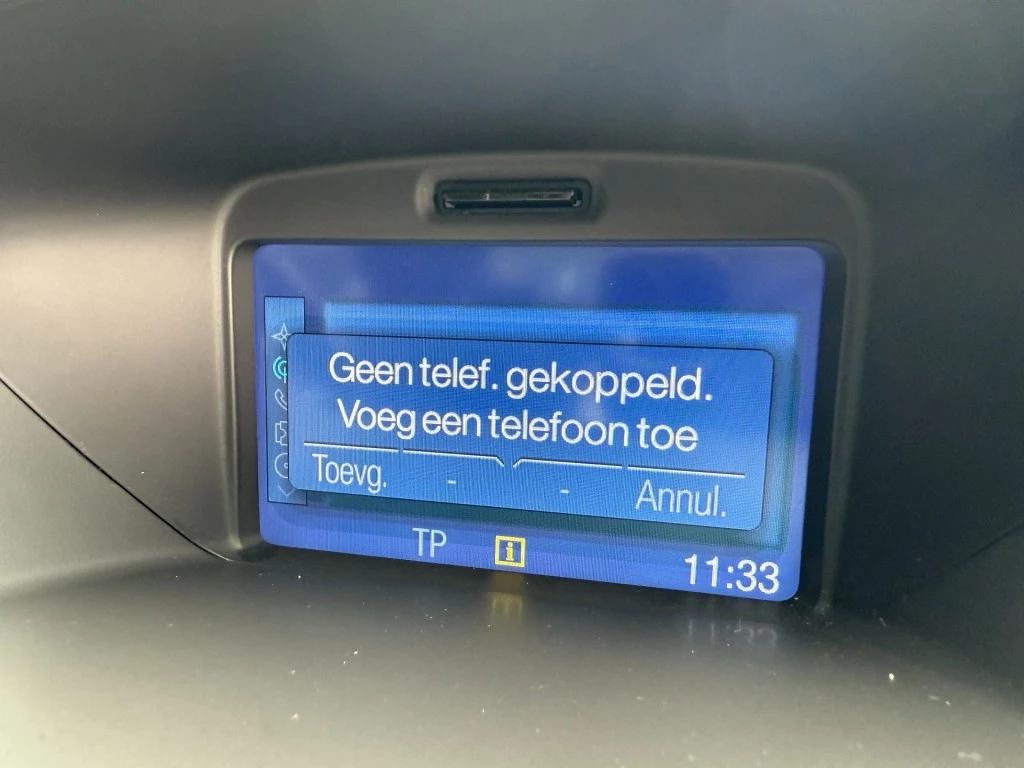 Geen telef. gekoppeld.
Voeg een telefoon toe
Toevg. - - Annul.
TP i 11:33